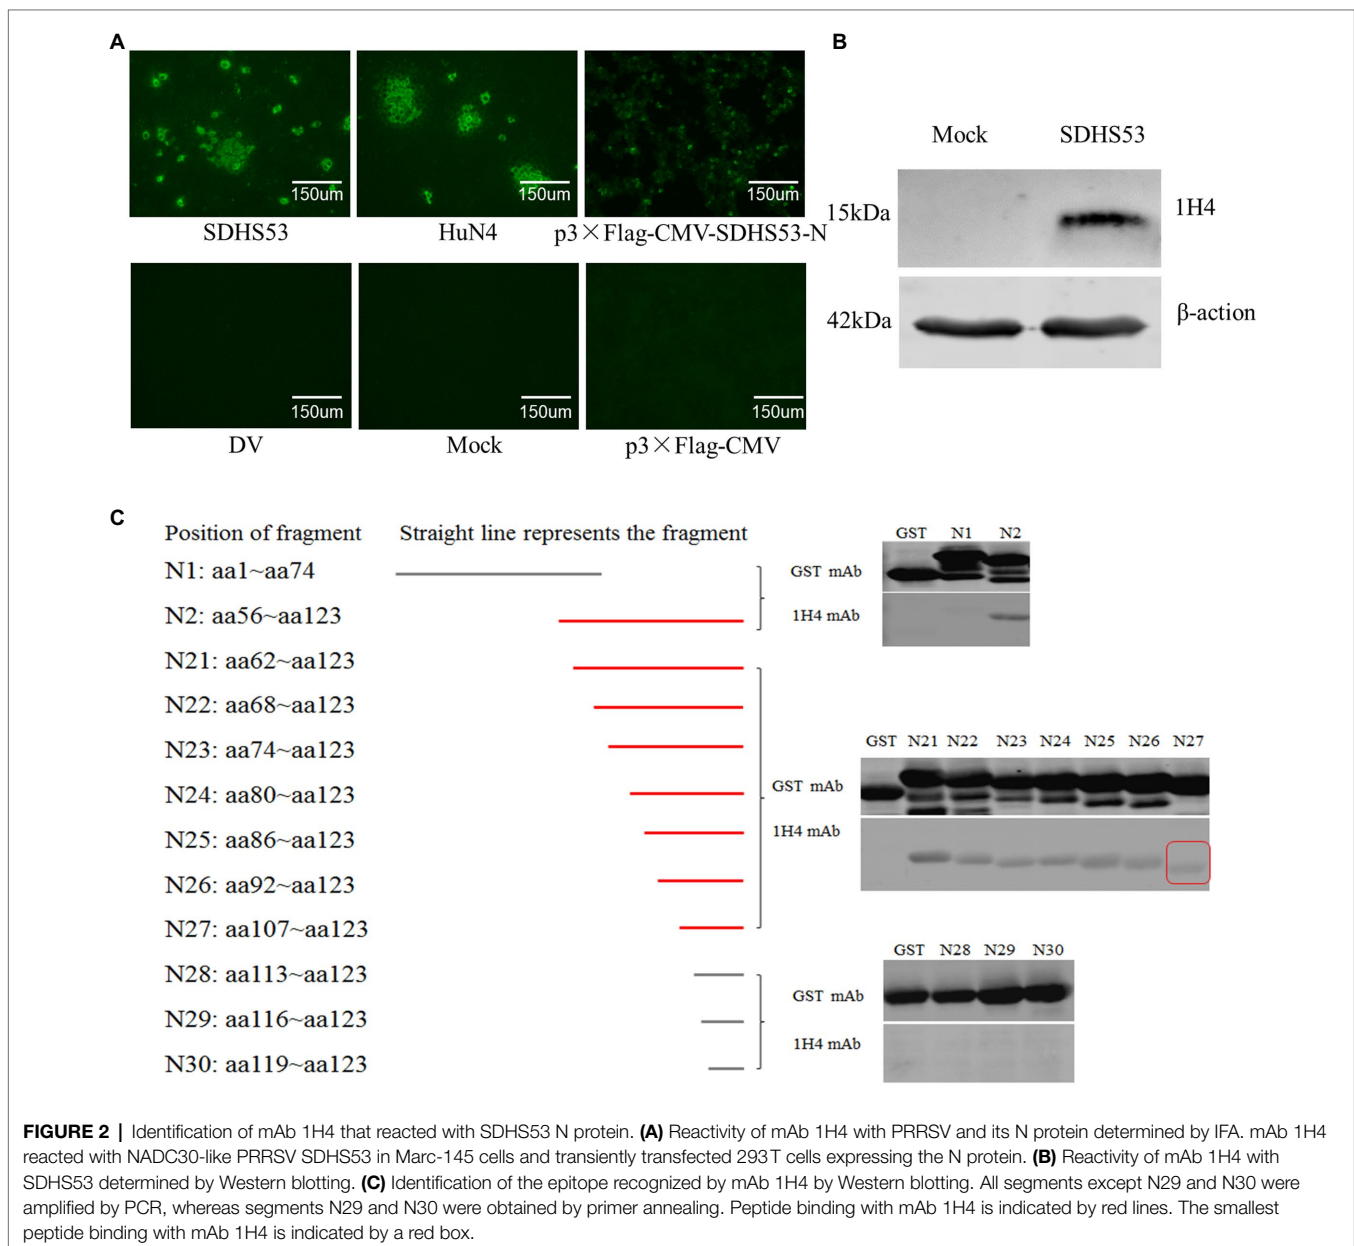 A
B
150um
150um
150um
SDHS53
HuN4
p3×Flag-CMV-SDHS53-N
150um
150um
150um
DV
Mock
p3×Flag-CMV
Mock
SDHS53
15kDa
1H4
42kDa
β-action
C
Position of fragment
Straight line represents the fragment
N1: aa1~aa74
N2: aa56~aa123
N21: aa62~aa123
N22: aa68~aa123
N23: aa74~aa123
N24: aa80~aa123
N25: aa86~aa123
N26: aa92~aa123
N27: aa107~aa123
N28: aa113~aa123
N29: aa116~aa123
N30: aa119~aa123
GST N1 N2
GST mAb
1H4 mAb
GST N21 N22 N23 N24 N25 N26 N27
GST mAb
1H4 mAb
GST N28 N29 N30
GST mAb
1H4 mAb
FIGURE 2 | Identification of mAb 1H4 that reacted with SDHS53 N protein. (A) Reactivity of mAb 1H4 with PRRSV and its N protein determined by IFA. mAb 1H4
reacted with NADC30-like PRRSV SDHS53 in Marc-145 cells and transiently transfected 293T cells expressing the N protein. (B) Reactivity of mAb 1H4 with
SDHS53 determined by Western blotting. (C) Identification of the epitope recognized by mAb 1H4 by Western blotting. All segments except N29 and N30 were
amplified by PCR, whereas segments N29 and N30 were obtained by primer annealing. Peptide binding with mAb 1H4 is indicated by red lines. The smallest
peptide binding with mAb 1H4 is indicated by a red box.